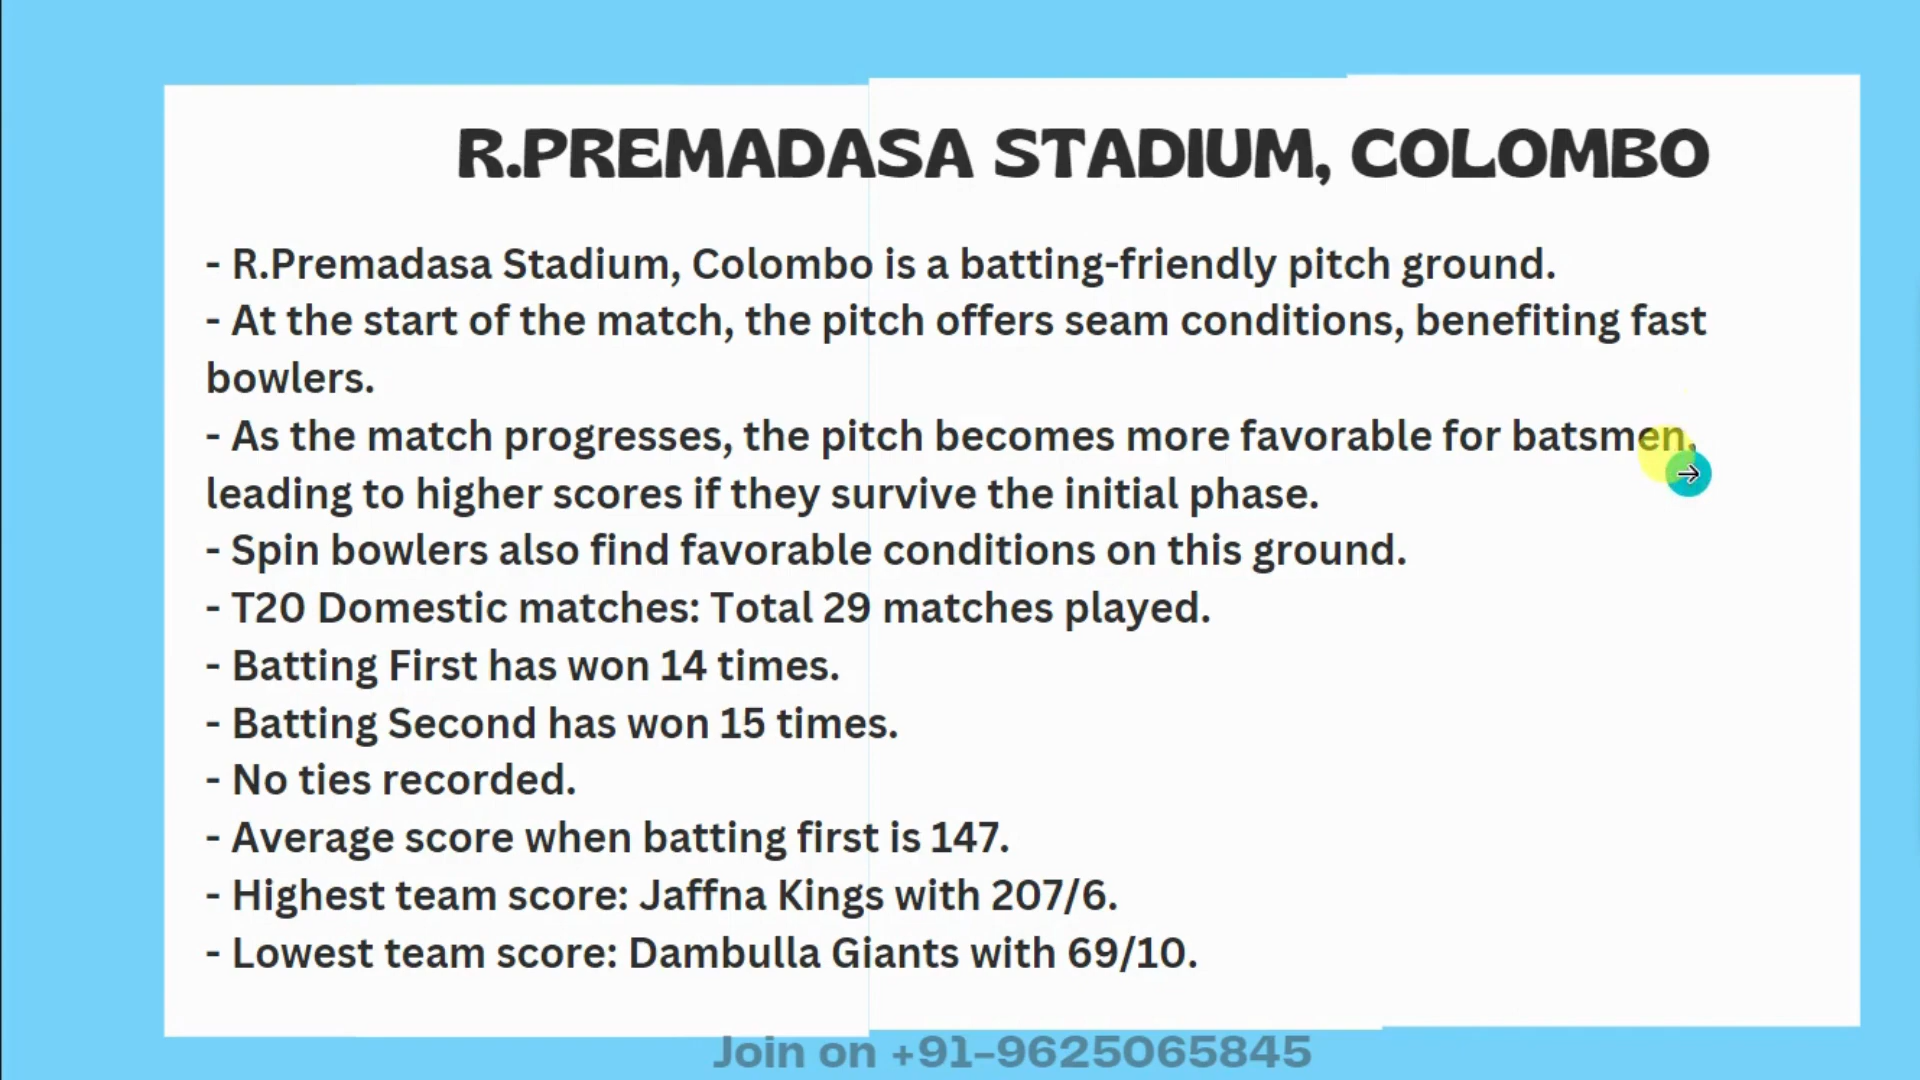 R.PREMADASA STADIUM, COLOMBO
- R.Premadasa Stadium, Colombo is a batting-friendly pitch ground.
- At the start of the match, the pitch offers seam conditions, benefiting fast
bowlers.
- As the match progresses, the pitch becomes more favorable for batsmen,
leading to higher scores if they survive the initial phase.
- Spin bowlers also find favorable conditions on this ground.
- T20 Domestic matches: Total 29 matches played.
- Batting First has won 14 times.
- Batting Second has won 15 times.
- No ties recorded.
- Average score when batting first is 147.
- Highest team score: Jaffna Kings with 207/6.
- Lowest team score: Dambulla Giants with 69/10.
Join on +91-9625065845